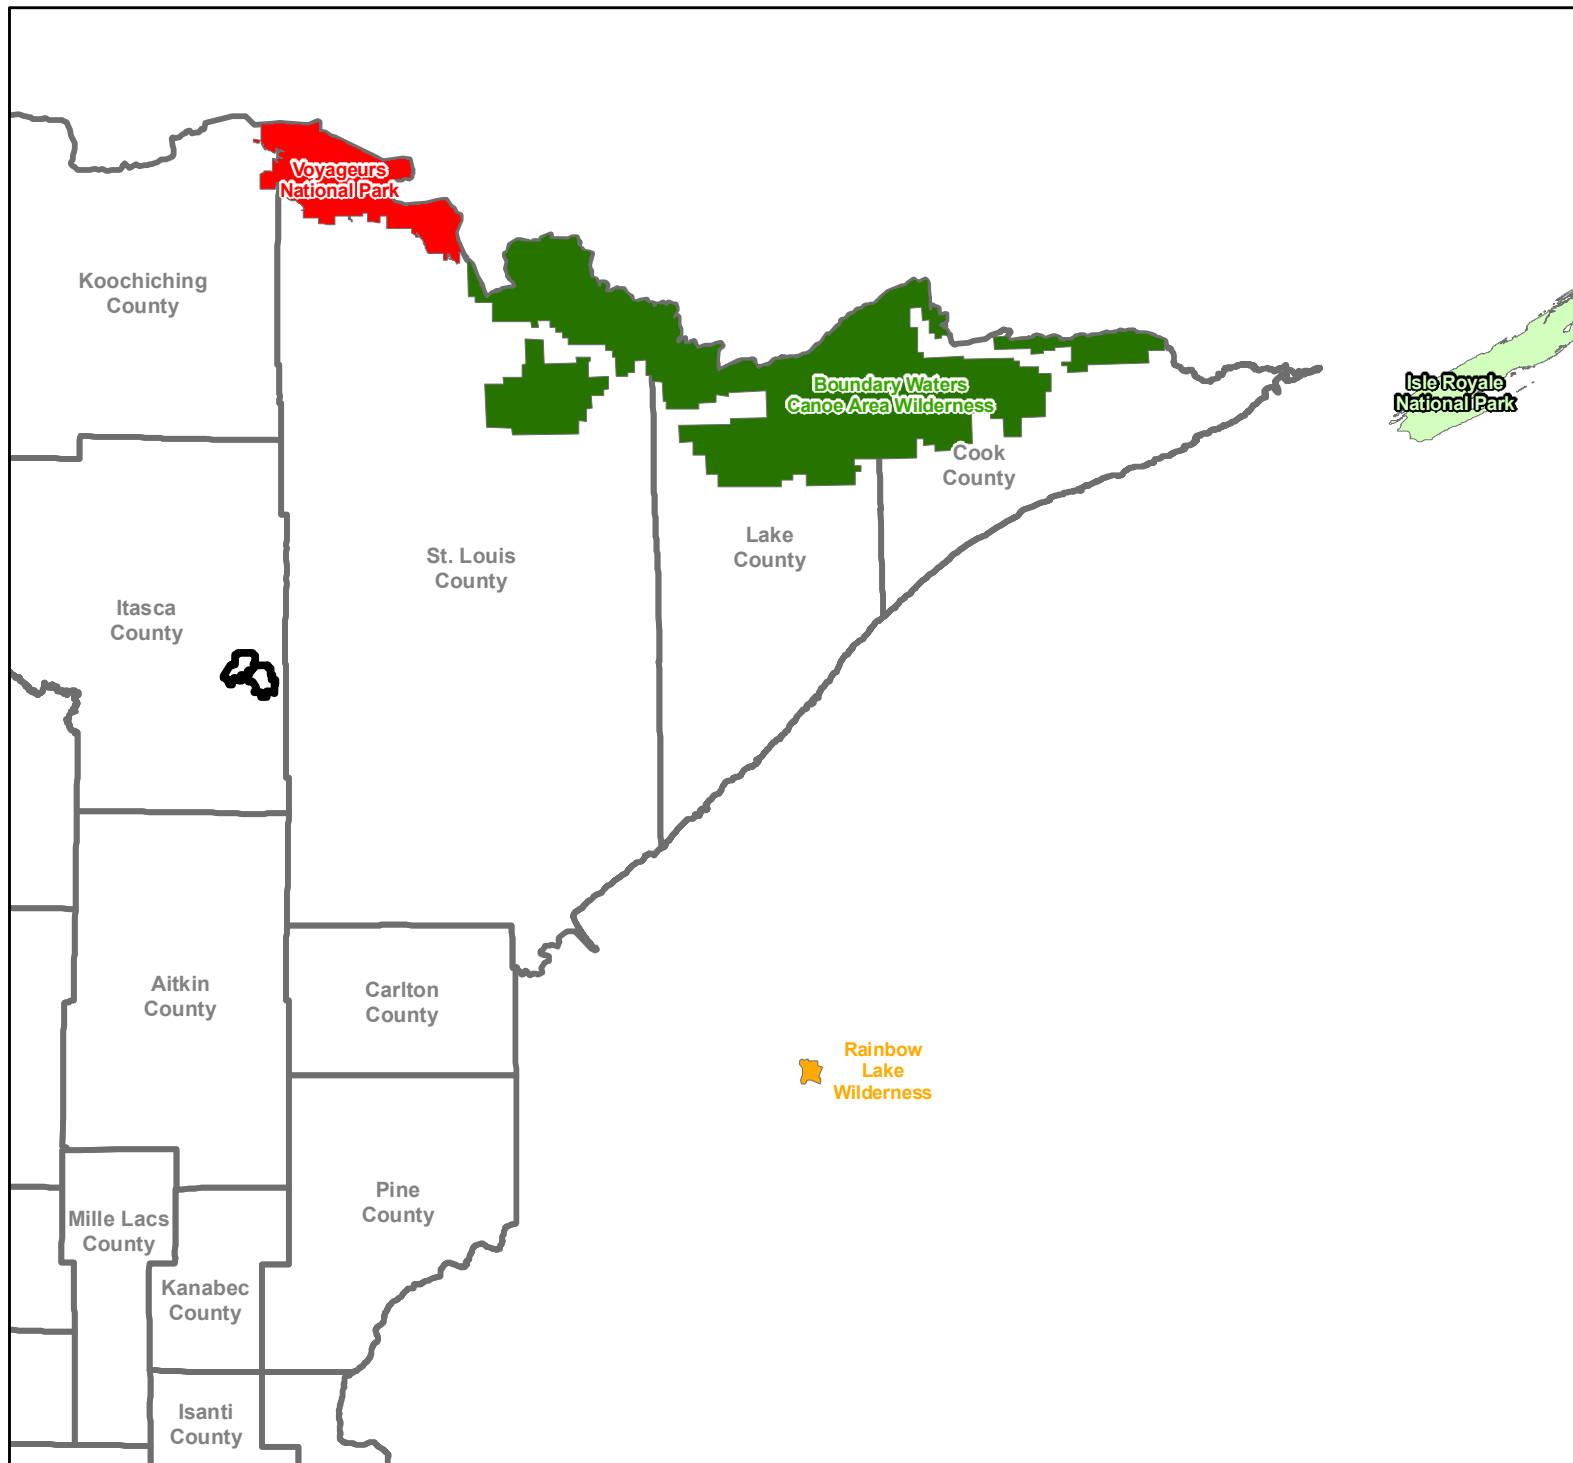 Voyageurs
National Park
Koochiching
County
Isle Royale
National Park
Boundary Waters
Canoe Area Wilderness
Cook
County
Lake
County
St. Louis
County
Itasca
County
Aitkin
County
Carlton
County
Rainbow
Lake
Wilderness
Pine
County
Mille Lacs
County
Kanabec
County
Isanti
County